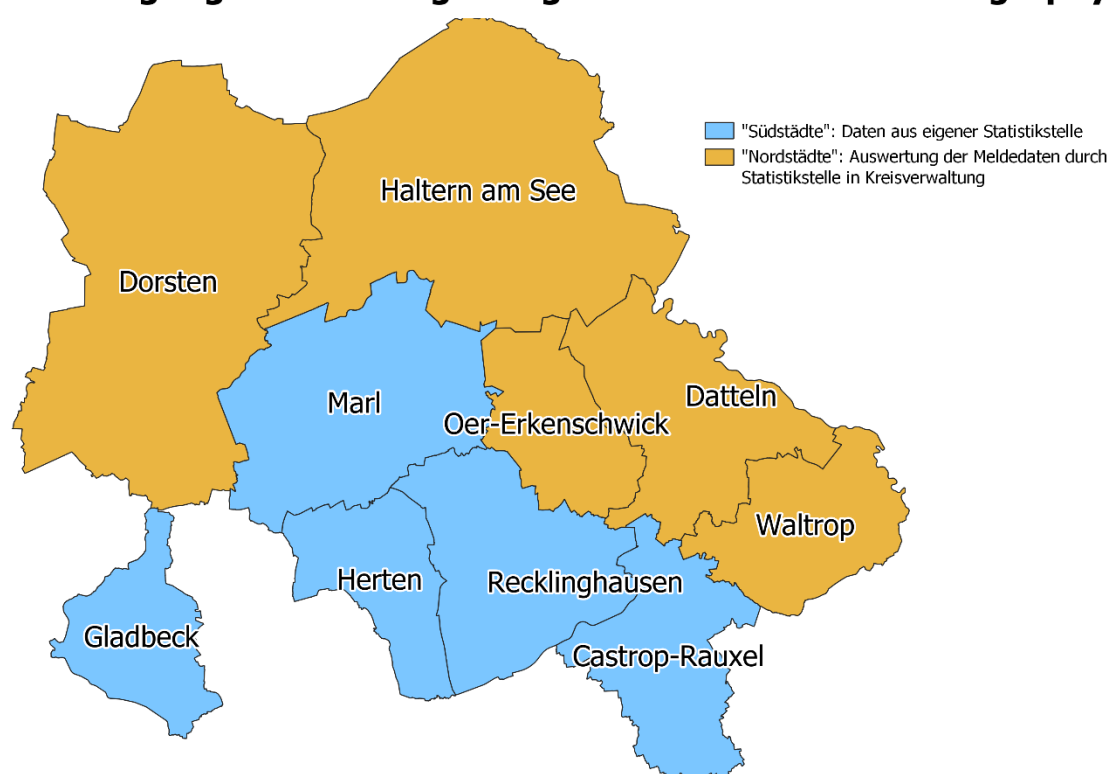 "Südstädte": Daten aus eigener Statistikstelle
"Nordstädte": Auswertung der Meldedaten durch
Statistikstelle in Kreisverwaltung
Haltern am See
Dorsten
Marl
Datteln
Oer-Erkenschwick
Waltrop
Herten
Recklinghausen
Gladbeck
Castrop-Rauxel